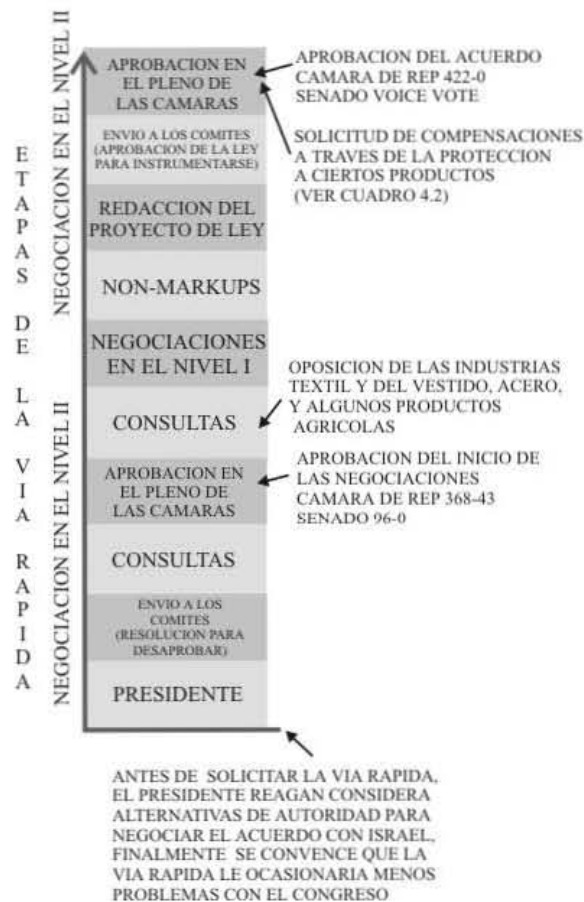 ETAPAS DE LA VIA RAPIDA
NEGOCIACION EN EL NIVEL II
NEGOCIACION EN EL NIVEL II
APROBACION EN
EL PLENO DE
LAS CAMARAS
ENVIO A LOS COMITES
(APROBACION DE LA LEY
PARA INSTRUMENTARSE)
REDACCION DEL
PROYECTO DE LEY
NON-MARKUPS
NEGOCIACIONES
EN EL NIVEL I
CONSULTAS
APROBACION EN
EL PLENO DE
LAS CAMARAS
CONSULTAS
ENVIO A LOS
COMITES
(RESOLUCION PARA
DESAPROBAR)
PRESIDENTE
APROBACION DEL ACUERDO
CAMARA DE REP 422-0
SENADO VOICE VOTE
SOLICITUD DE COMPENSACIONES
A TRAVES DE LA PROTECCION
A CIERTOS PRODUCTOS
(VER CUADRO 4.2)
OPOSICION DE LAS INDUSTRIAS
TEXTIL Y DEL VESTIDO, ACERO,
Y ALGUNOS PRODUCTOS
AGRICOLAS
APROBACION DEL INICIO DE
LAS NEGOCIACIONES
CAMARA DE REP 368-43
SENADO 96-0
ANTES DE SOLICITAR LA VIA RAPIDA,
EL PRESIDENTE REAGAN CONSIDERA
ALTERNATIVAS DE AUTORIDAD PARA
NEGOCIAR EL ACUERDO CON ISRAEL,
FINALMENTE SE CONVENCE QUE LA
VIA RAPIDA LE OCASIONARIA MENOS
PROBLEMAS CON EL CONGRESO